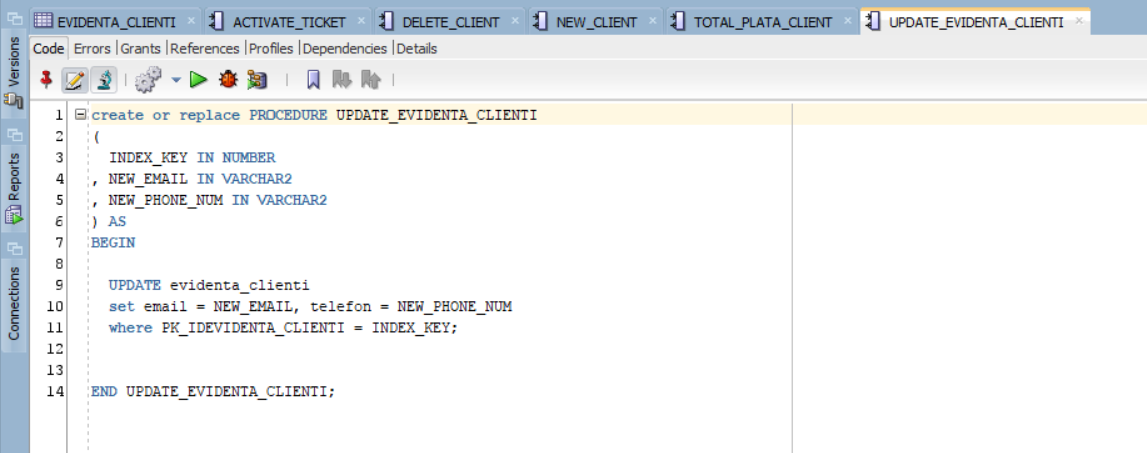 EVIDENTA_CLIENTI ACTIVATE_TICKET DELETE_CLIENT NEW_CLIENT TOTAL_PLATA_CLIENT UPDATE_EVIDENTA_CLIENTI
Code Errors Grants References Profiles Dependencies Details
Versions
Reports
Connections
1 create or replace PROCEDURE UPDATE_EVIDENTA_CLIENTI
2 (
3 INDEX_KEY IN NUMBER
4 , NEW_EMAIL IN VARCHAR2
5 , NEW_PHONE_NUM IN VARCHAR2
6 ) AS
7 BEGIN
8
9 UPDATE evidenta_clienti
10 set email = NEW_EMAIL, telefon = NEW_PHONE_NUM
11 where PK_IDEVIDENTA_CLIENTI = INDEX_KEY;
12
13
14 END UPDATE_EVIDENTA_CLIENTI;